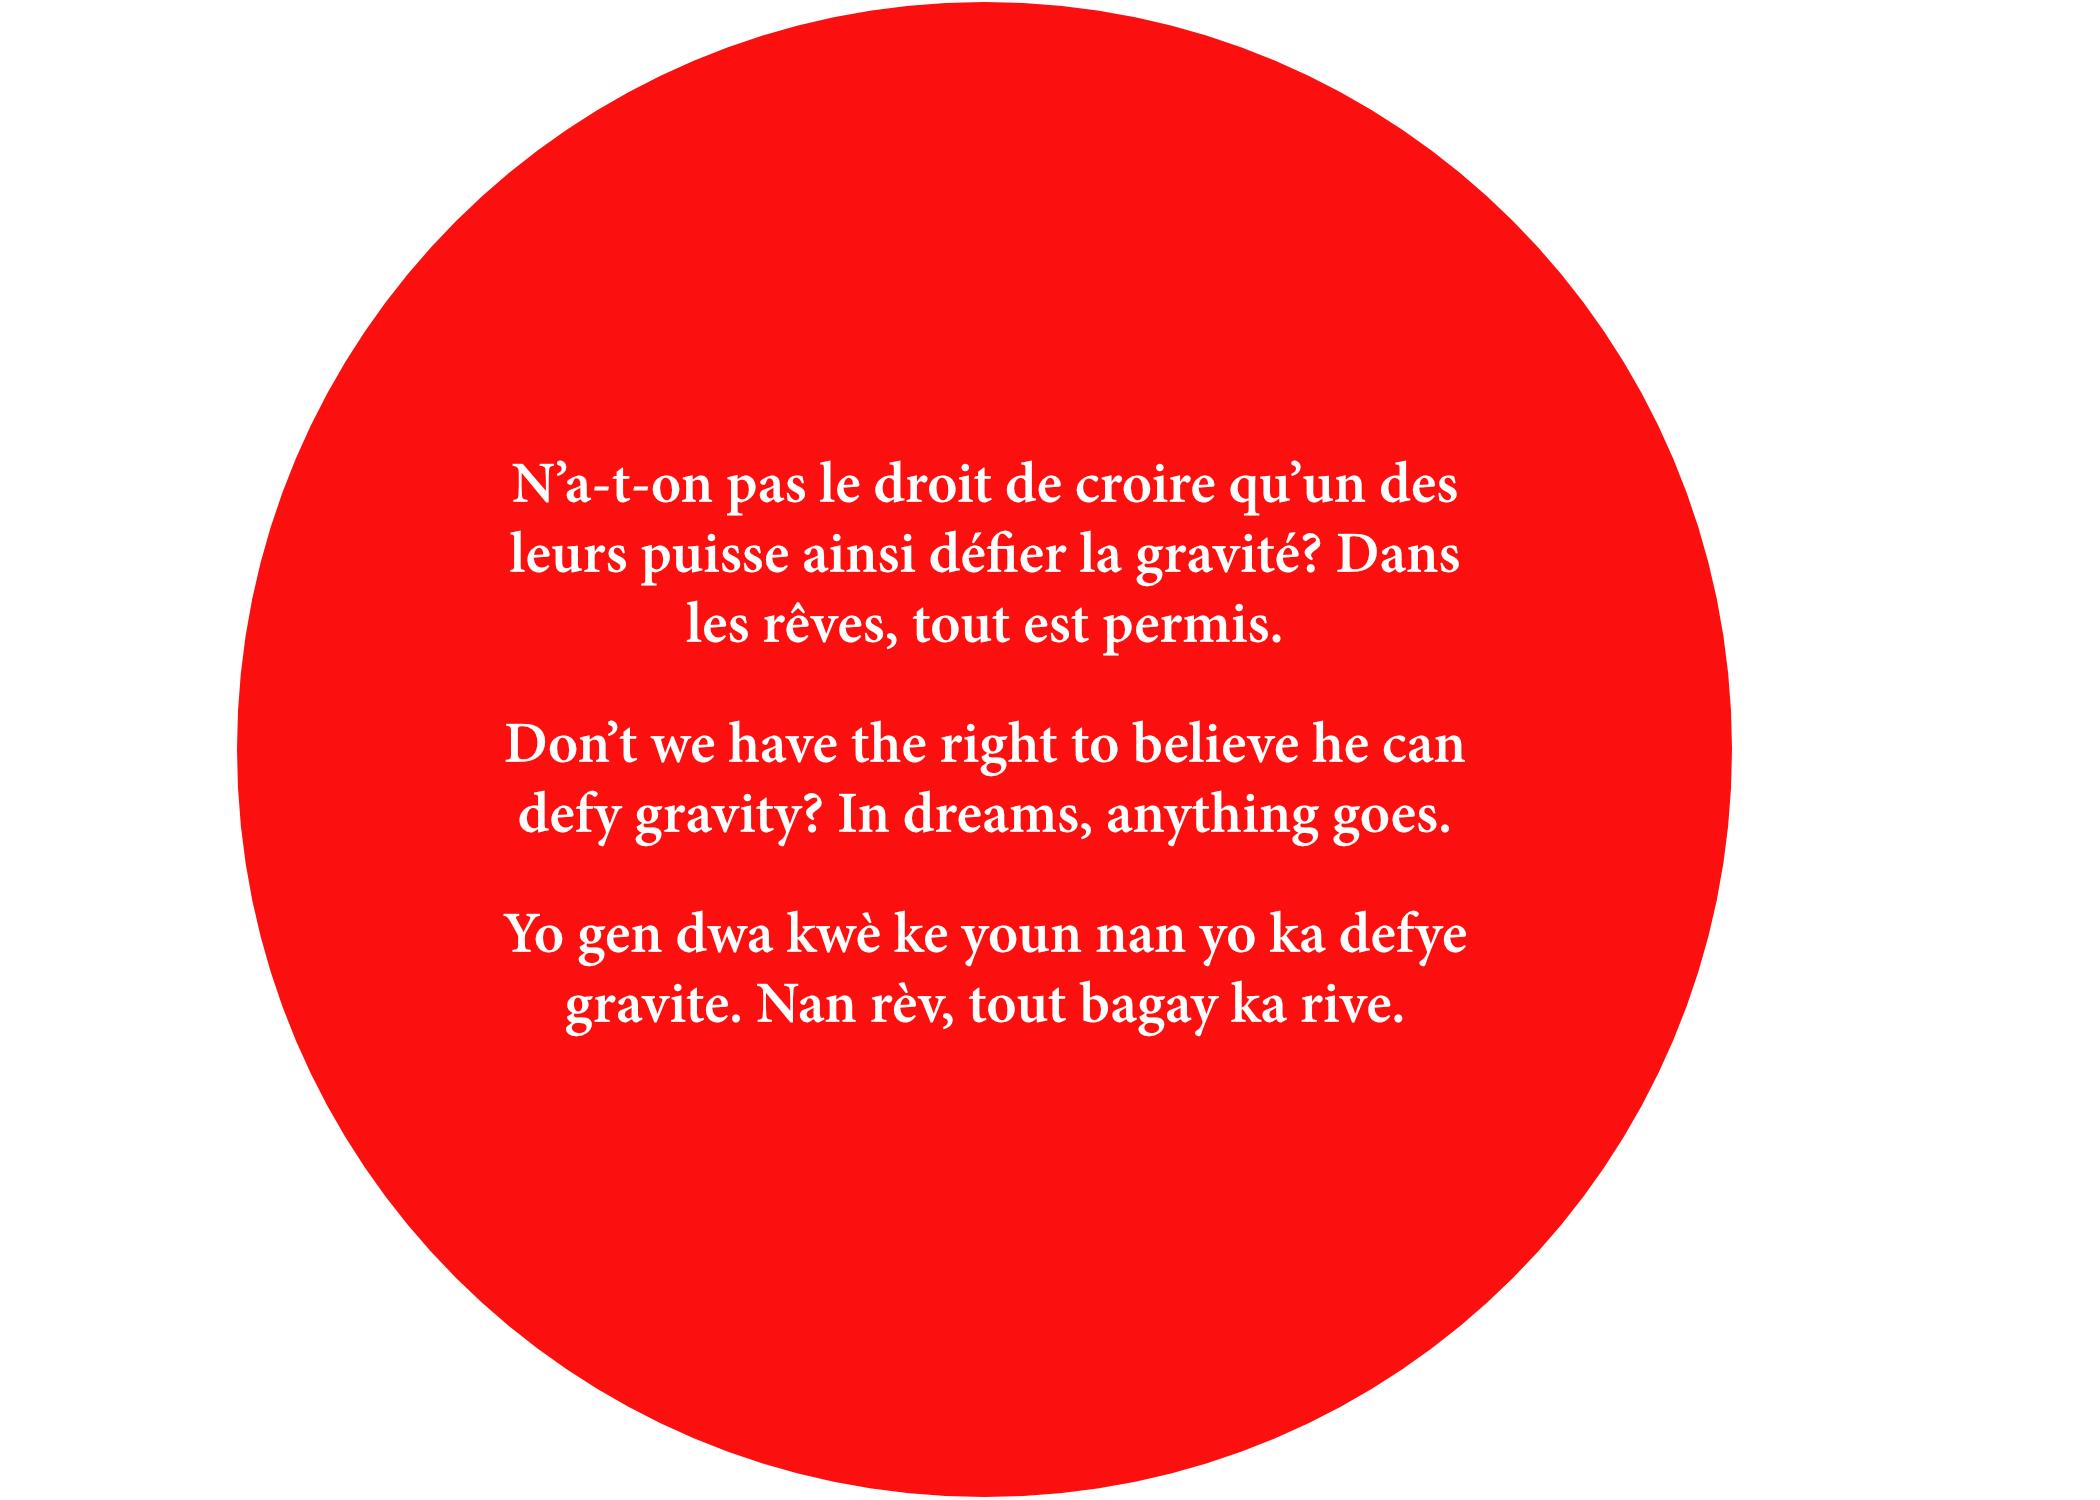 N’a-t-on pas le droit de croire qu’un des
leurs puisse ainsi défier la gravité? Dans
les rêves, tout est permis.
Don’t we have the right to believe he can
defy gravity? In dreams, anything goes.
Yo gen dwa kwè ke youn nan yo ka defye
gravite. Nan rèv, tout bagay ka rive.